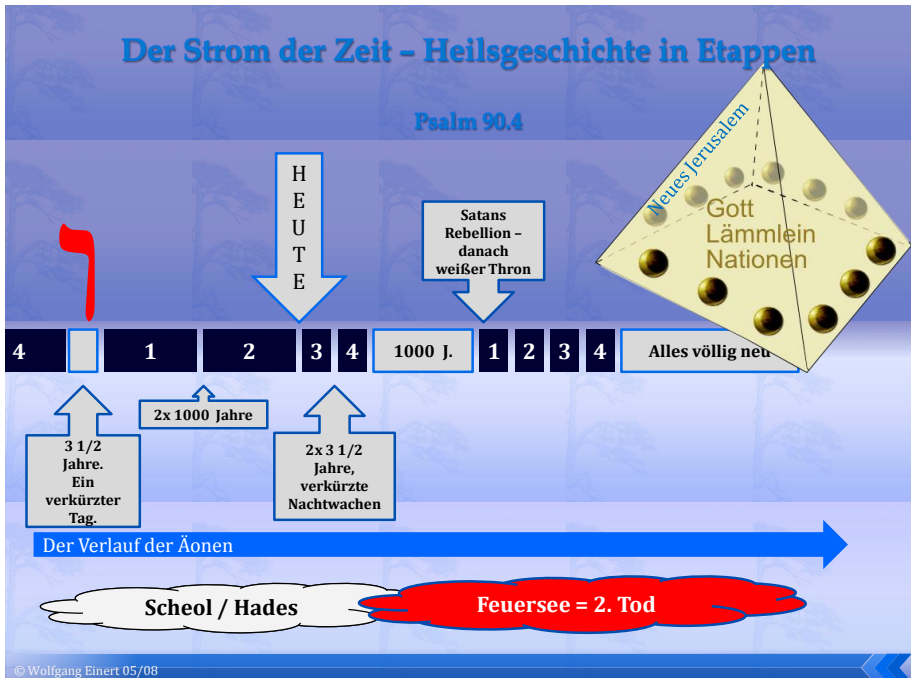 Der Strom der Zeit – Heilsgeschichte in Etappen
Psalm 90.4
H
E
U
T
E
Satans
Rebellion –
danach
weißer Thron
Neues Jerusalem
Gott
Lämmlein
Nationen
ו
4
1
2
3
4
1000 J.
1
2
3
4
Alles völlig neu
3 1/2
Jahre.
Ein
verkürzter
Tag.
2x 1000 Jahre
2x 3 1/2
Jahre,
verkürzte
Nachtwachen
Der Verlauf der Äonen
Scheol / Hades
Feuersee = 2. Tod
© Wolfgang Einert 05/08